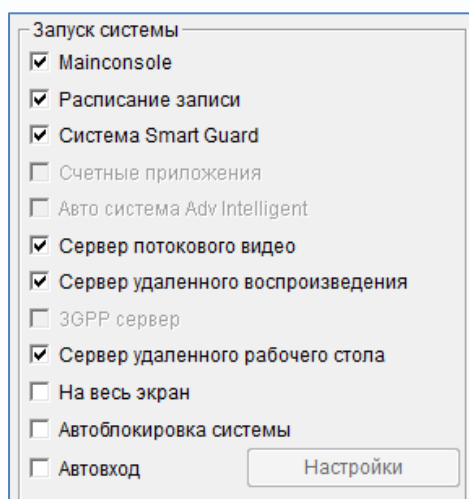 Запуск системы
Mainconsole
Расписание записи
Система Smart Guard
Счетные приложения
Авто система Adv Intelligent
Сервер потокового видео
Сервер удаленного воспроизведения
3GPP сервер
Сервер удаленного рабочего стола
На весь экран
Автоблокировка системы
Автовход
Настройки